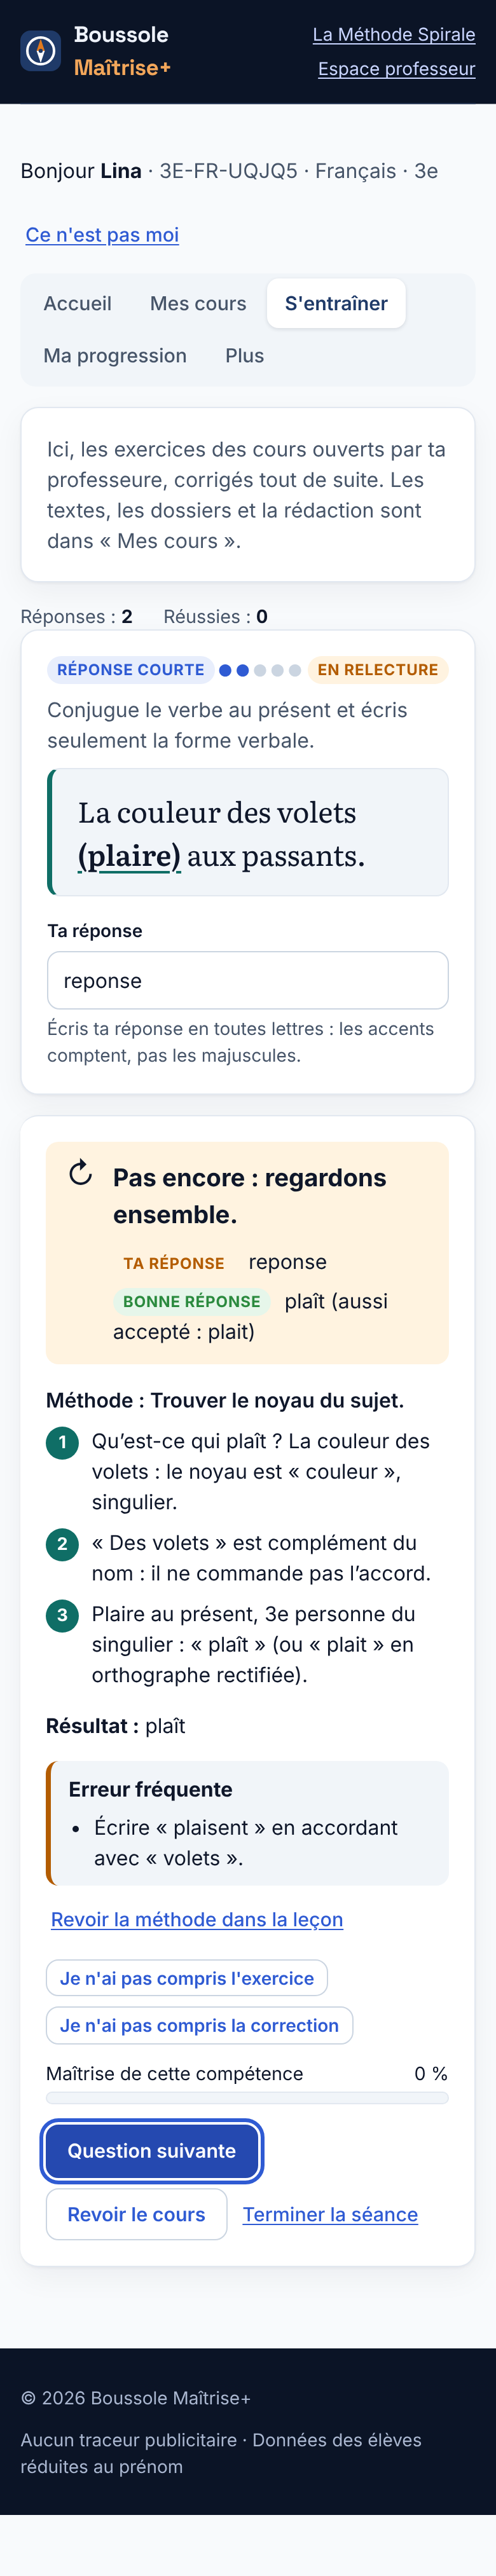 Boussole
Maîtrise+
La Méthode Spirale
Espace professeur
Bonjour Lina · 3E-FR-UQJQ5 · Français · 3e
Ce n'est pas moi
Accueil Mes cours S'entraîner
Ma progression Plus
Ici, les exercices des cours ouverts par ta
professeure, corrigés tout de suite. Les
textes, les dossiers et la rédaction sont
dans « Mes cours ».
Réponses : 2 Réussies : 0
RÉPONSE COURTE EN RELECTURE
Conjugue le verbe au présent et écris
seulement la forme verbale.
La couleur des volets
(plaire) aux passants.
Ta réponse
reponse
Écris ta réponse en toutes lettres : les accents
comptent, pas les majuscules.
Pas encore : regardons
ensemble.
TA RÉPONSE reponse
BONNE RÉPONSE plaît (aussi
accepté : plait)
Méthode : Trouver le noyau du sujet.
1 Qu’est-ce qui plaît ? La couleur des
volets : le noyau est « couleur »,
singulier.
2 « Des volets » est complément du
nom : il ne commande pas l’accord.
3 Plaire au présent, 3e personne du
singulier : « plaît » (ou « plait » en
orthographe rectifiée).
Résultat : plaît
Erreur fréquente
• Écrire « plaisent » en accordant
avec « volets ».
Revoir la méthode dans la leçon
Je n'ai pas compris l'exercice
Je n'ai pas compris la correction
Maîtrise de cette compétence 0 %
Question suivante
Revoir le cours Terminer la séance
© 2026 Boussole Maîtrise+
Aucun traceur publicitaire · Données des élèves
réduites au prénom